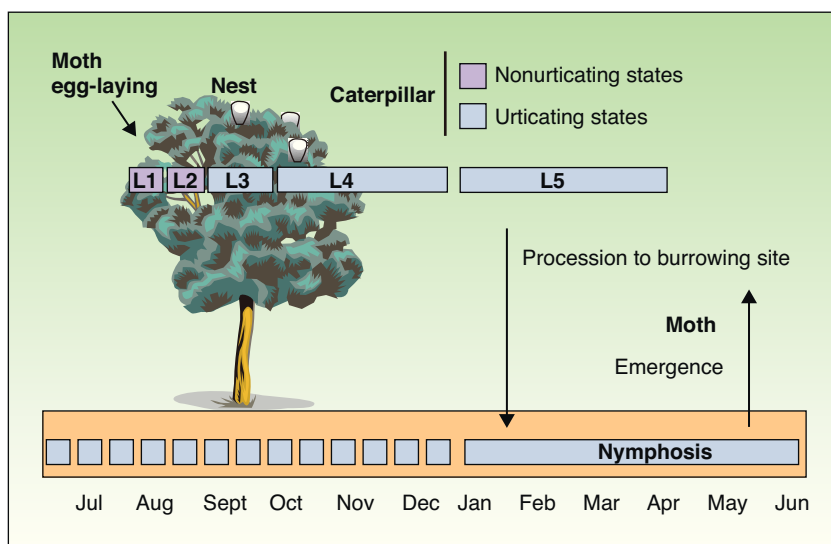 Moth
egg-laying
Nest
Caterpillar
Nonurticating states
Urticating states
L1 L2 L3 L4 L5
Procession to burrowing site
Moth
Emergence
Nymphosis
Jul Aug Sept Oct Nov Dec Jan Feb Mar Apr May Jun